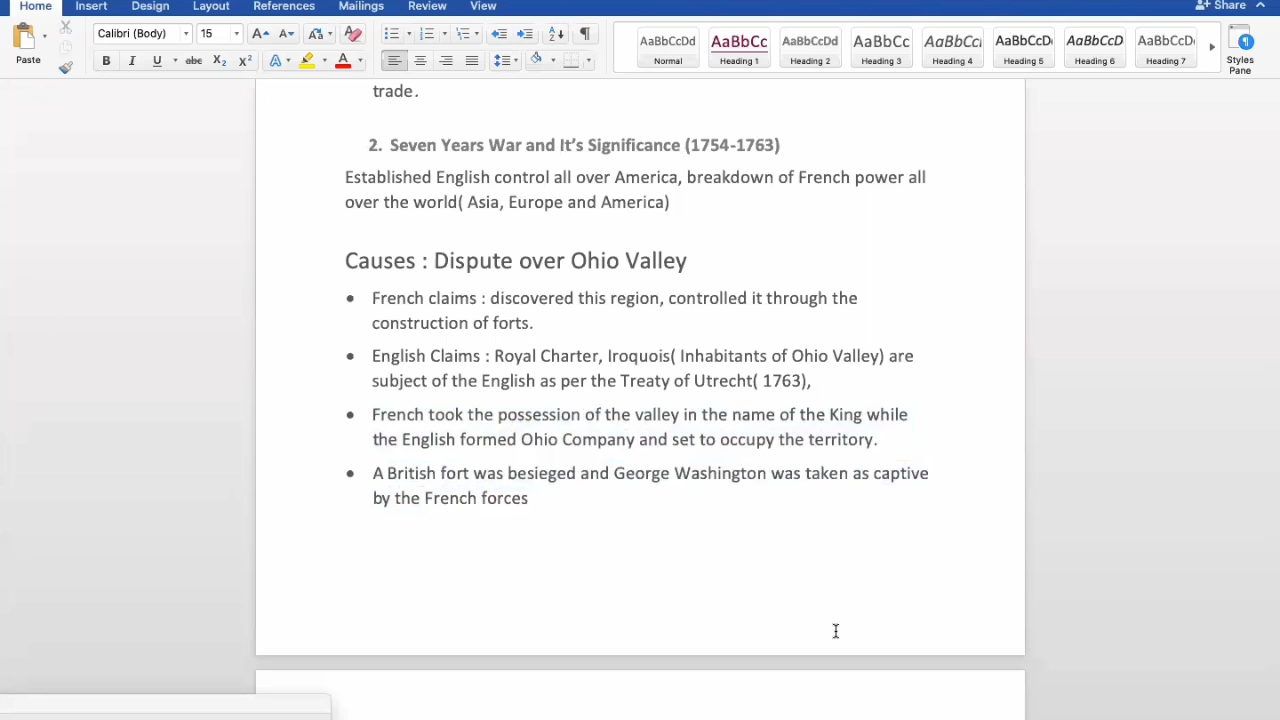 Home Insert Design Layout References Mailings Review View Share
Calibri (Body) 15
Paste
B I U abc X₂ X² A A
AaBbCcDd AaBbCc AaBbCcDd AaBbCcD AaBbCcI AaBbCcDc AaBbCcD AaBbCcDc
Normal Heading 1 Heading 2 Heading 3 Heading 4 Heading 5 Heading 6 Heading 7 Styles
Pane
trade.
2. Seven Years War and It's Significance (1754-1763)
Established English control all over America, breakdown of French power all
over the world( Asia, Europe and America)
Causes : Dispute over Ohio Valley
• French claims : discovered this region, controlled it through the
construction of forts.
• English Claims : Royal Charter, Iroquois( Inhabitants of Ohio Valley) are
subject of the English as per the Treaty of Utrecht( 1763),
• French took the possession of the valley in the name of the King while
the English formed Ohio Company and set to occupy the territory.
• A British fort was besieged and George Washington was taken as captive
by the French forces